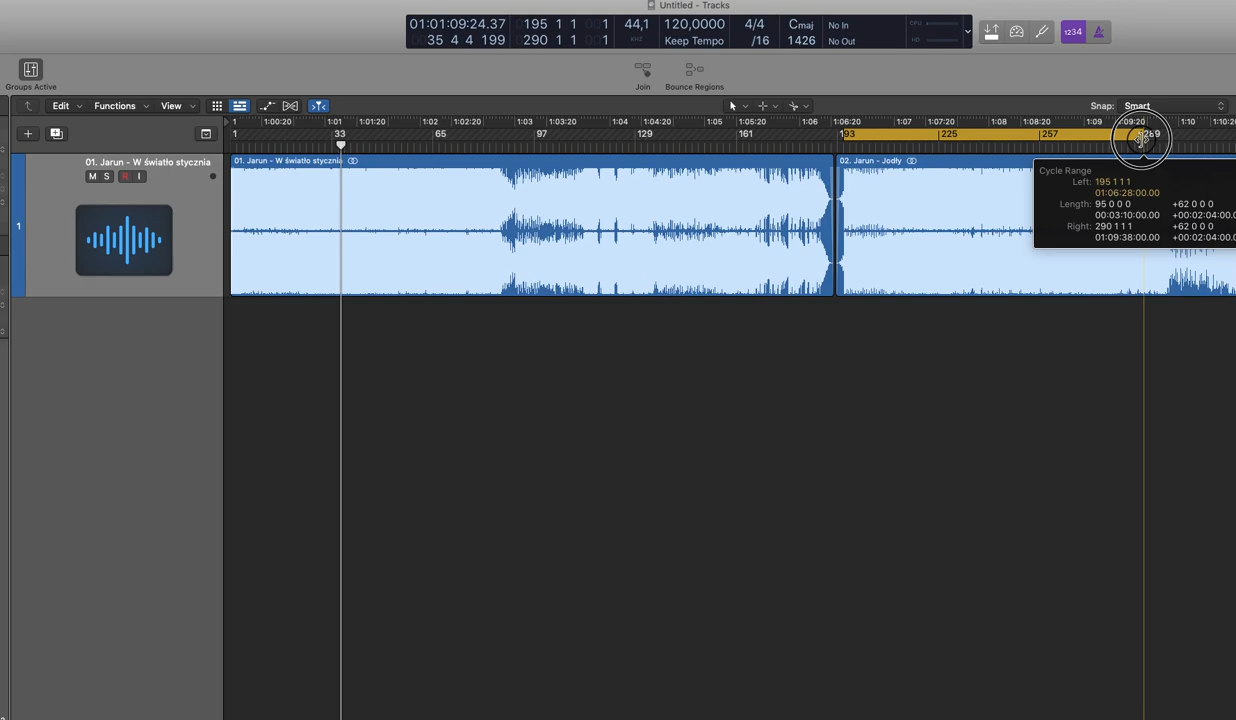 Untitled - Tracks
01:01:09:24.37 195 1 1 001 44,1 120,0000 4/4 Cmaj No In CPU
0035 4 4 199 290 1 1 001 KHZ Keep Tempo /16 1426 No Out HD 1234
Groups Active Join Bounce Regions
Edit Functions View Snap: Smart
1 1:00:20 1:01 1:01:20 1:02 1:02:20 1:03 1:03:20 1:04 1:04:20 1:05 1:05:20 1:06 1:06:20 1:07 1:07:20 1:08 1:08:20 1:09 1:09:20 1:10 1:10:20
1 33 65 97 129 161 193 225 257 289
01. Jarun - W światło stycznia 01. Jarun - W światło stycznia 02. Jarun - Jodły
M S R I
Cycle Range
Left: 195 1 1 1
01:06:28:00.00
Length: 95 0 0 0 +62 0 0 0
00:03:10:00.00 +00:02:04:00.0
Right: 290 1 1 1 +62 0 0 0
01:09:38:00.00 +00:02:04:00.0
1